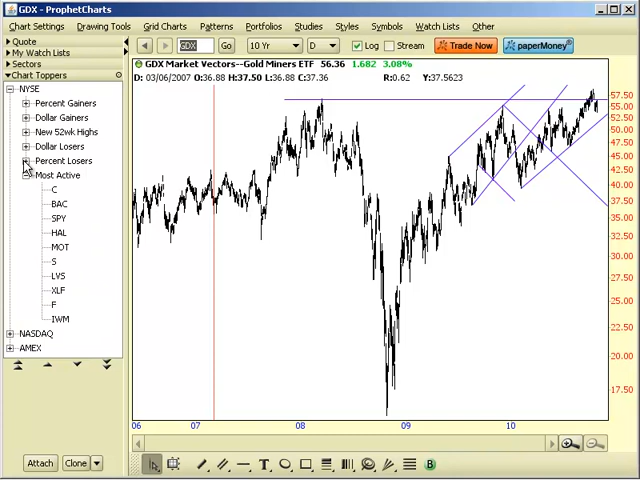 GDX - ProphetCharts
Chart Settings Drawing Tools Grid Charts Patterns Portfolios Studies Styles Symbols Watch Lists Other
Quote
My Watch Lists
Sectors
Chart Toppers
GDX Go 10 Yr D Log Stream Trade Now paperMoney
GDX Market Vectors--Gold Miners ETF 56.36 1.682 3.08%
D: 03/06/2007 O:36.88 H:37.50 L:36.88 C:37.36 R:0.62 Y:37.5623
NYSE
Percent Gainers
Dollar Gainers
New 52wk Highs
Dollar Losers
Percent Losers
Most Active
C
BAC
SPY
HAL
MOT
S
LVS
XLF
F
IWM
NASDAQ
AMEX
57.50
55.00
52.50
50.00
47.50
45.00
42.50
40.00
37.50
35.00
32.50
30.00
27.50
25.00
22.50
20.00
17.50
06 07 08 09 10
Attach Clone
T
B